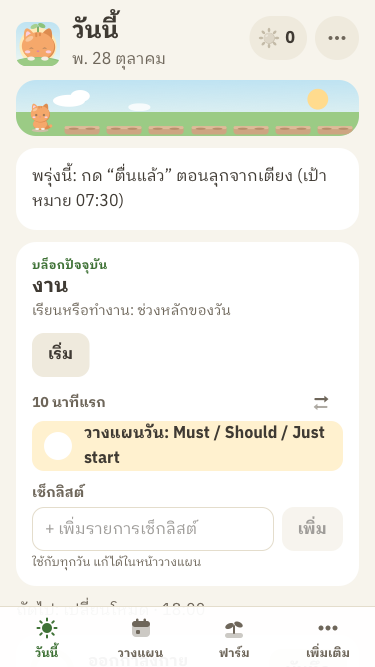 วันนี้
พ. 28 ตุลาคม
0
พรุ่งนี้: กด “ตื่นแล้ว” ตอนลุกจากเตียง (เป้า
หมาย 07:30)
บล็อกปัจจุบัน
งาน
เรียนหรือทำงาน: ช่วงหลักของวัน
เริ่ม
10 นาทีแรก
วางแผนวัน: Must / Should / Just
start
เช็กลิสต์
+ เพิ่มรายการเช็กลิสต์
เพิ่ม
ใช้กับทุกวัน แก้ได้ในหน้าวางแผน
วันนี้
วางแผน
ฟาร์ม
เพิ่มเติม